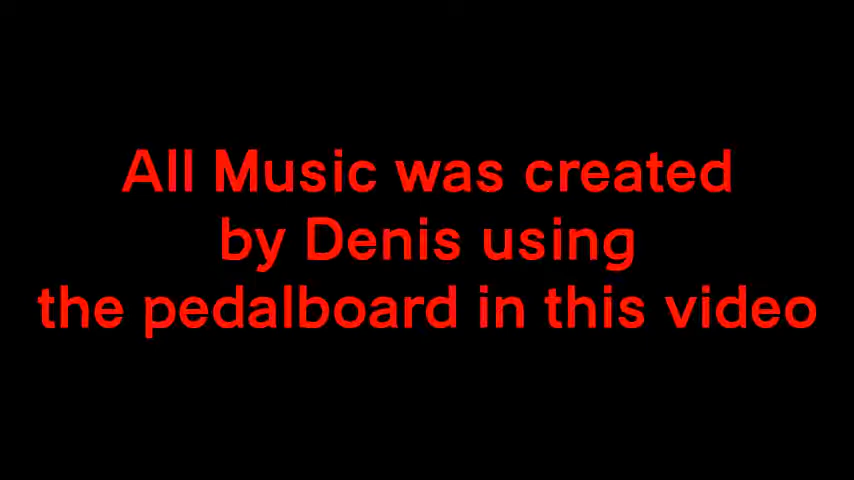 All Music was created
by Denis using
the pedalboard in this video